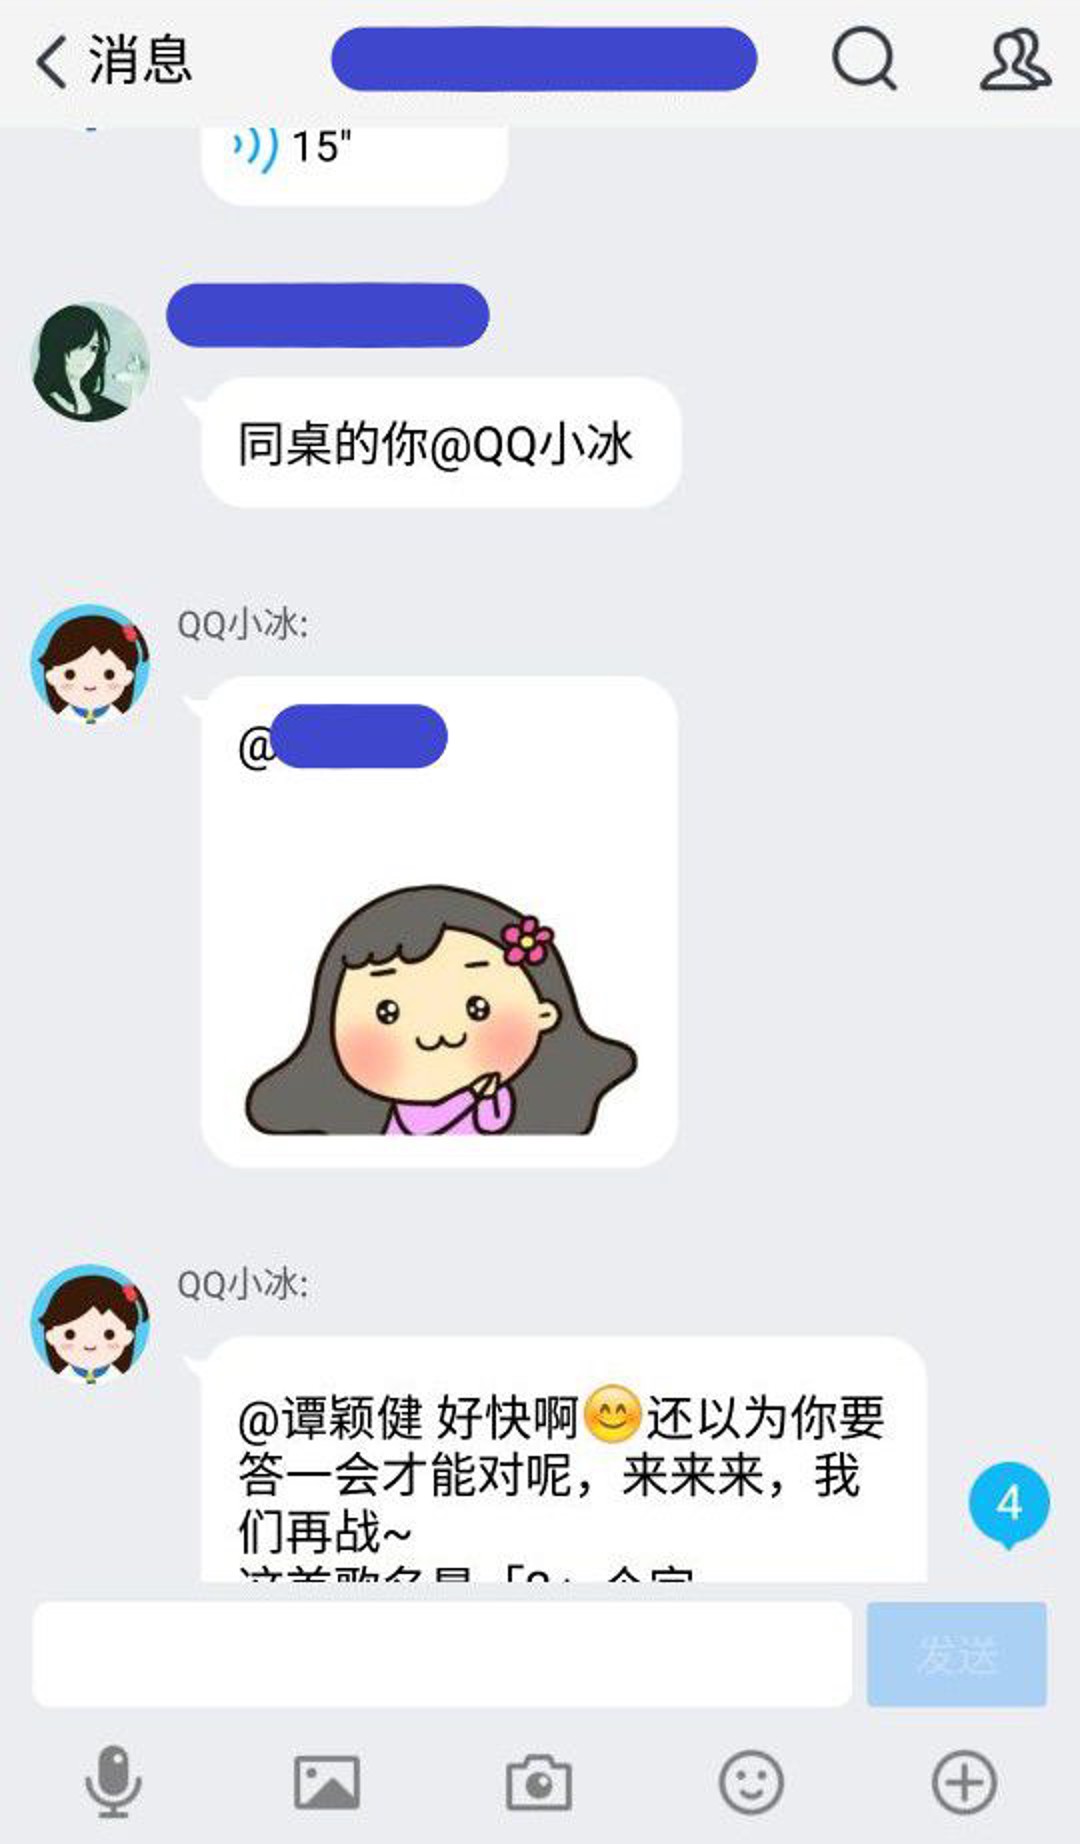 消息
15"
同桌的你@QQ小冰
QQ小冰:
@
QQ小冰:
@谭颖健 好快啊😊还以为你要
答一会才能对呢，来来来，我
们再战~
4
发送